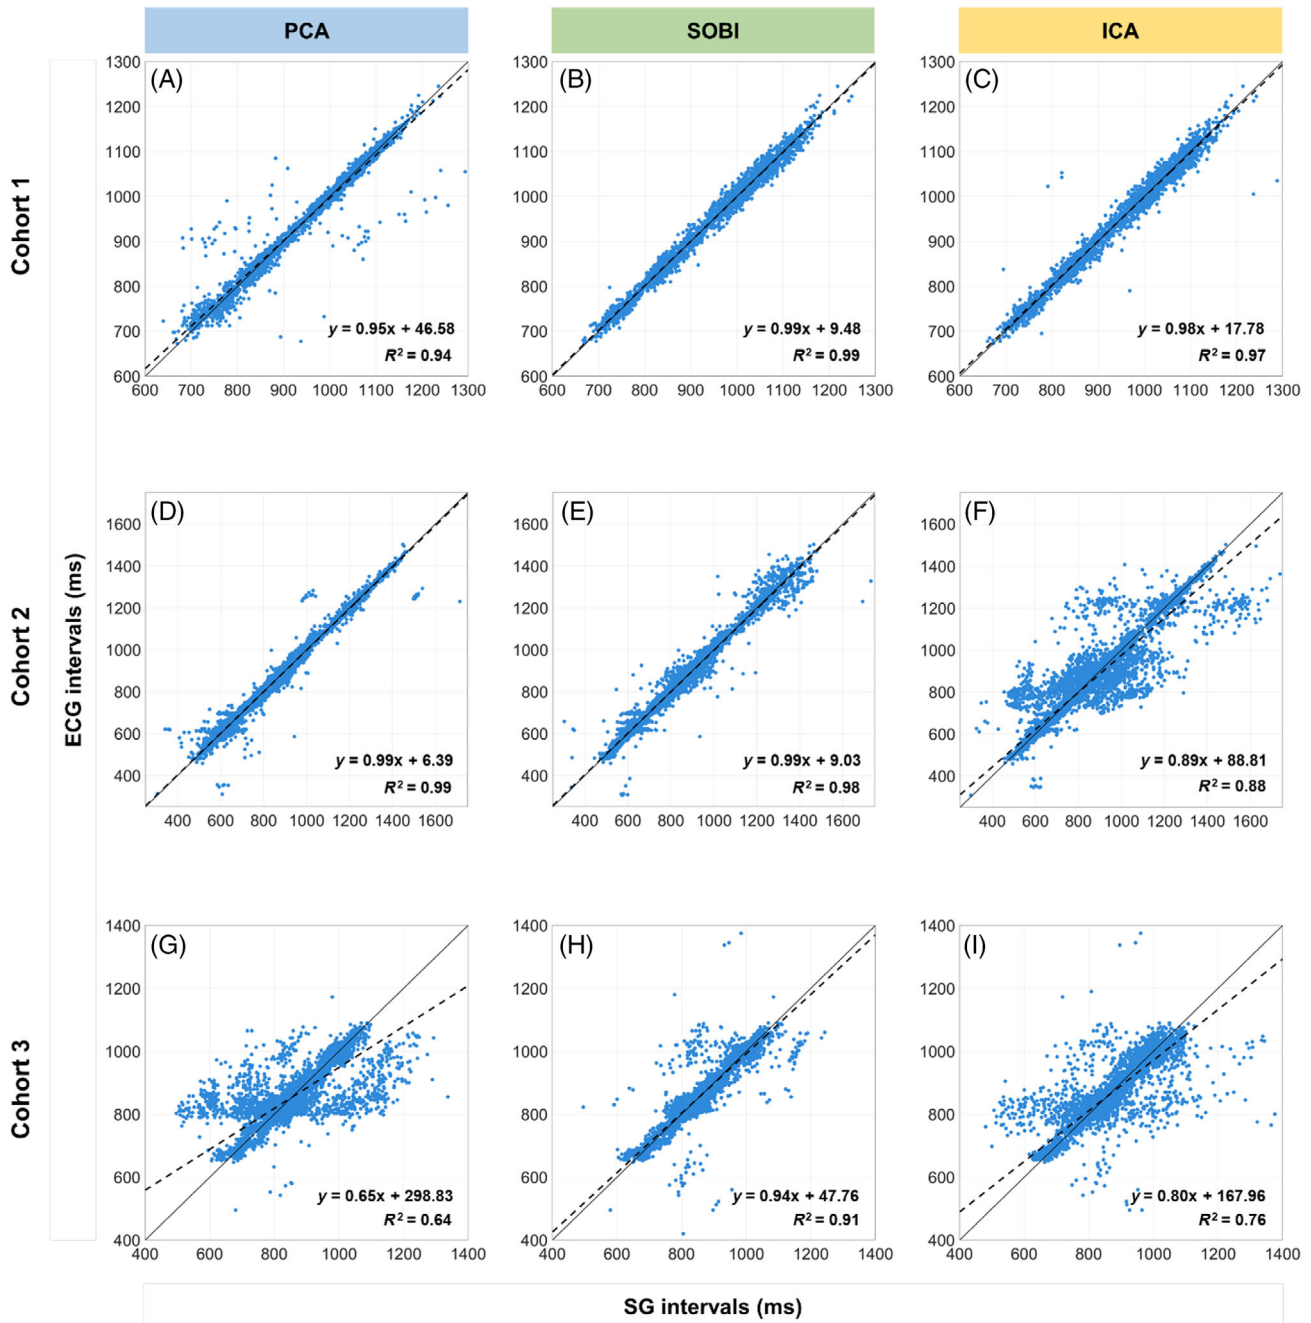 PCA
SOBI
ICA
Cohort 1
Cohort 2
Cohort 3
ECG intervals (ms)
(A)
1300
1200
1100
1000
900
800
700
600
600 700 800 900 1000 1100 1200 1300
y = 0.95x + 46.58
R² = 0.94
(B)
1300
1200
1100
1000
900
800
700
600
600 700 800 900 1000 1100 1200 1300
y = 0.99x + 9.48
R² = 0.99
(C)
1300
1200
1100
1000
900
800
700
600
600 700 800 900 1000 1100 1200 1300
y = 0.98x + 17.78
R² = 0.97
(D)
1600
1400
1200
1000
800
600
400
400 600 800 1000 1200 1400 1600
y = 0.99x + 6.39
R² = 0.99
(E)
1600
1400
1200
1000
800
600
400
400 600 800 1000 1200 1400 1600
y = 0.99x + 9.03
R² = 0.98
(F)
1600
1400
1200
1000
800
600
400
400 600 800 1000 1200 1400 1600
y = 0.89x + 88.81
R² = 0.88
(G)
1400
1200
1000
800
600
400
400 600 800 1000 1200 1400
y = 0.65x + 298.83
R² = 0.64
(H)
1400
1200
1000
800
600
400
400 600 800 1000 1200 1400
y = 0.94x + 47.76
R² = 0.91
(I)
1400
1200
1000
800
600
400
400 600 800 1000 1200 1400
y = 0.80x + 167.96
R² = 0.76
SG intervals (ms)